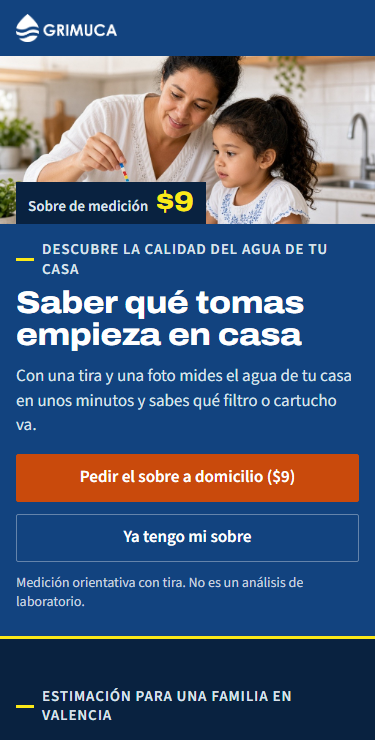 GRIMUCA
Sobre de medición $9
DESCUBRE LA CALIDAD DEL AGUA DE TU
CASA
Saber qué tomas
empieza en casa
Con una tira y una foto mides el agua de tu casa
en unos minutos y sabes qué filtro o cartucho
va.
Pedir el sobre a domicilio ($9)
Ya tengo mi sobre
Medición orientativa con tira. No es un análisis de
laboratorio.
ESTIMACIÓN PARA UNA FAMILIA EN
VALENCIA